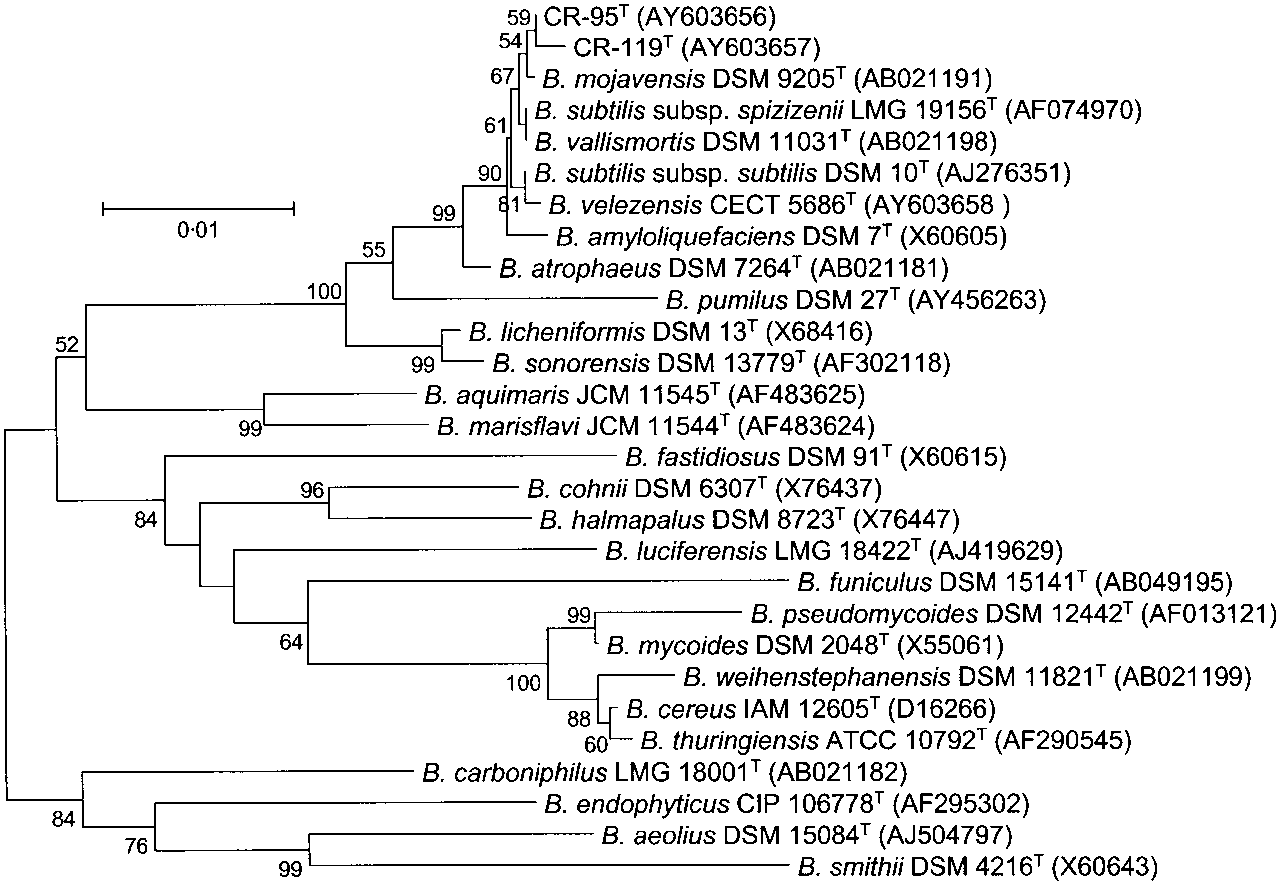 59 CR-95ᵀ (AY603656)
54 CR-119ᵀ (AY603657)
67 B. mojavensis DSM 9205ᵀ (AB021191)
B. subtilis subsp. spizizenii LMG 19156ᵀ (AF074970)
61 B. vallismortis DSM 11031ᵀ (AB021198)
90 B. subtilis subsp. subtilis DSM 10ᵀ (AJ276351)
81 B. velezensis CECT 5686ᵀ (AY603658 )
0·01 99 B. amyloliquefaciens DSM 7ᵀ (X60605)
55 B. atrophaeus DSM 7264ᵀ (AB021181)
100 B. pumilus DSM 27ᵀ (AY456263)
B. licheniformis DSM 13ᵀ (X68416)
52 99 B. sonorensis DSM 13779ᵀ (AF302118)
B. aquimaris JCM 11545ᵀ (AF483625)
99 B. marisflavi JCM 11544ᵀ (AF483624)
B. fastidiosus DSM 91ᵀ (X60615)
96 B. cohnii DSM 6307ᵀ (X76437)
84 B. halmapalus DSM 8723ᵀ (X76447)
B. luciferensis LMG 18422ᵀ (AJ419629)
B. funiculus DSM 15141ᵀ (AB049195)
99 B. pseudomycoides DSM 12442ᵀ (AF013121)
64 B. mycoides DSM 2048ᵀ (X55061)
100 B. weihenstephanensis DSM 11821ᵀ (AB021199)
88 B. cereus IAM 12605ᵀ (D16266)
60 B. thuringiensis ATCC 10792ᵀ (AF290545)
B. carboniphilus LMG 18001ᵀ (AB021182)
84 B. endophyticus CIP 106778ᵀ (AF295302)
76 B. aeolius DSM 15084ᵀ (AJ504797)
99 B. smithii DSM 4216ᵀ (X60643)